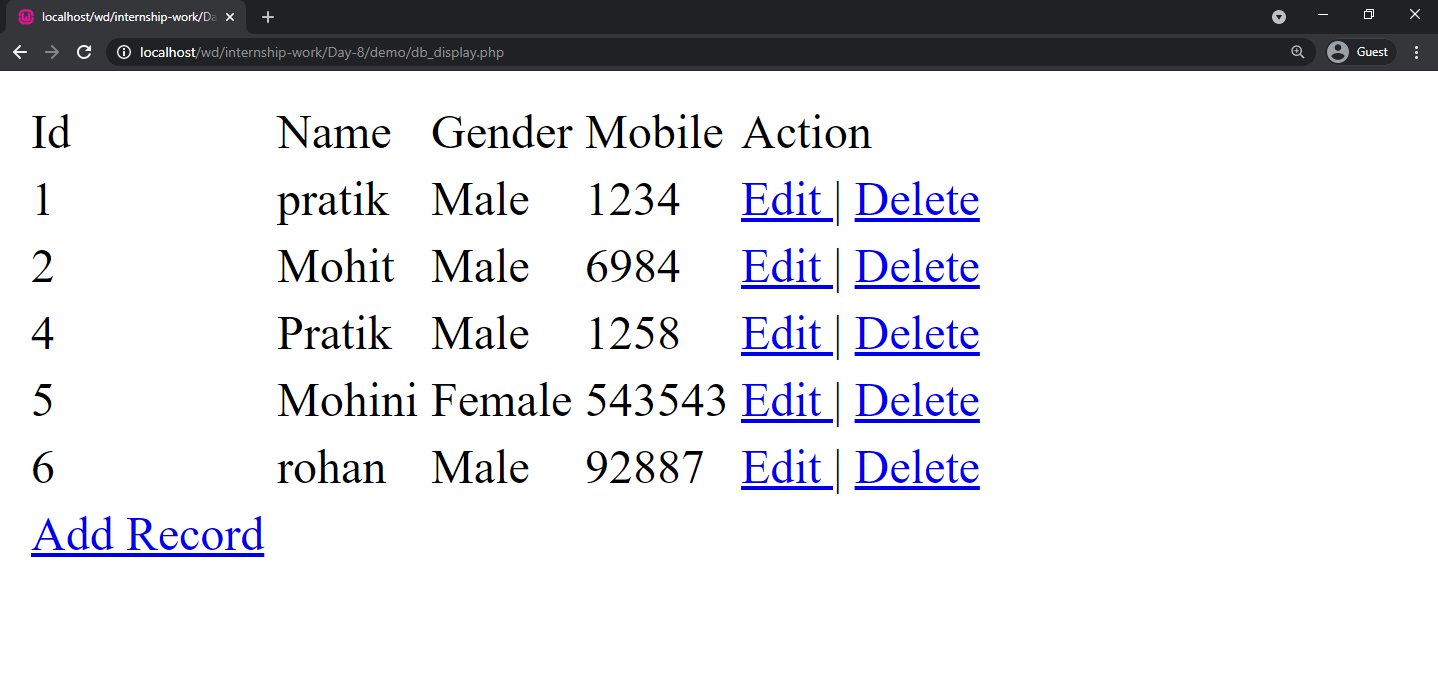 localhost/wd/internship-work/Da
localhost/wd/internship-work/Day-8/demo/db_display.php
Guest
Id Name Gender Mobile Action
1 pratik Male 1234 Edit | Delete
2 Mohit Male 6984 Edit | Delete
4 Pratik Male 1258 Edit | Delete
5 Mohini Female 543543 Edit | Delete
6 rohan Male 92887 Edit | Delete
Add Record